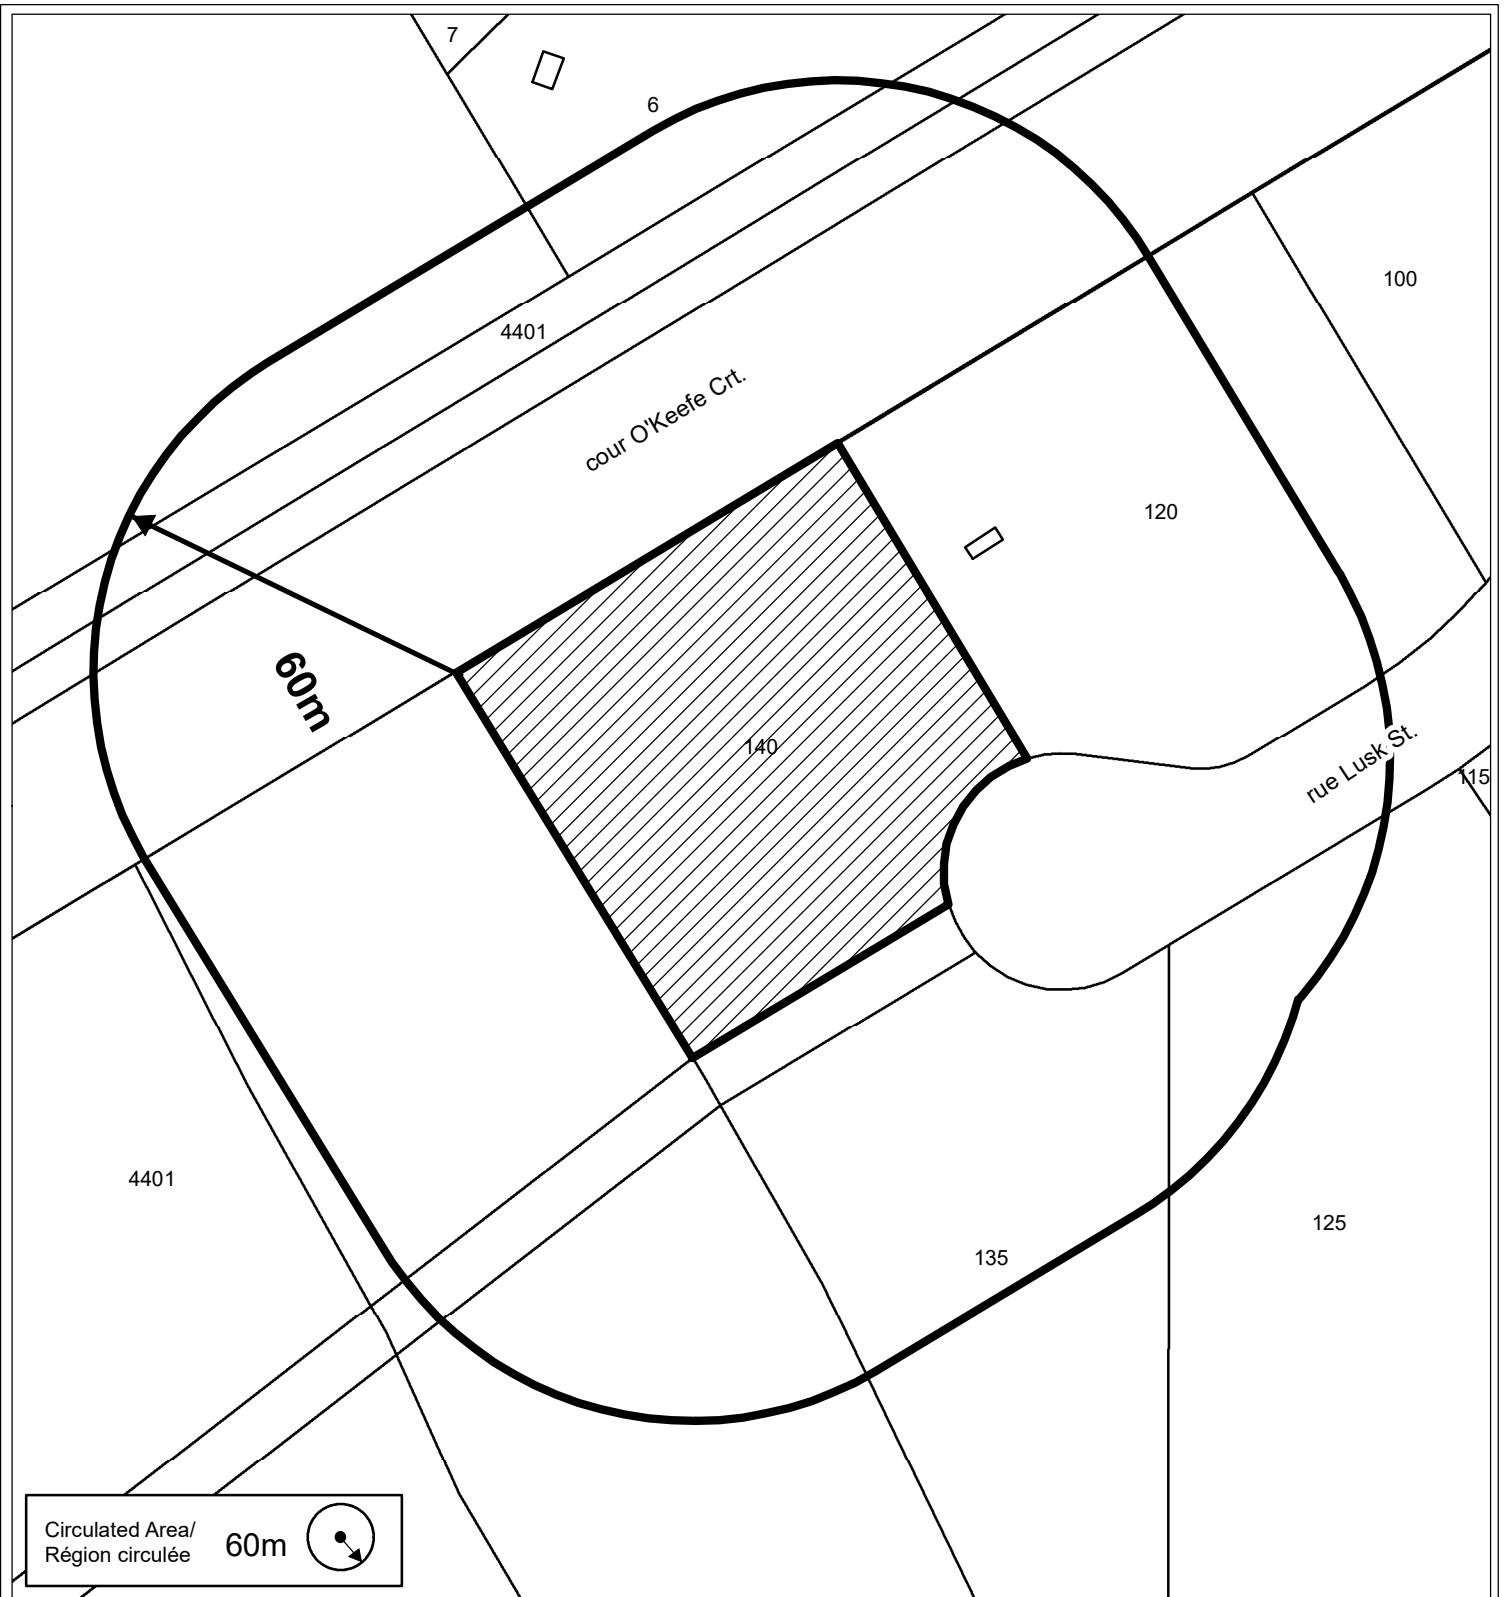 7
6
100
4401
cour O'Keefe Crt.
120
60m
140
rue Lusk St.
115
4401
125
135
Circulated Area/
Région circulée
60m